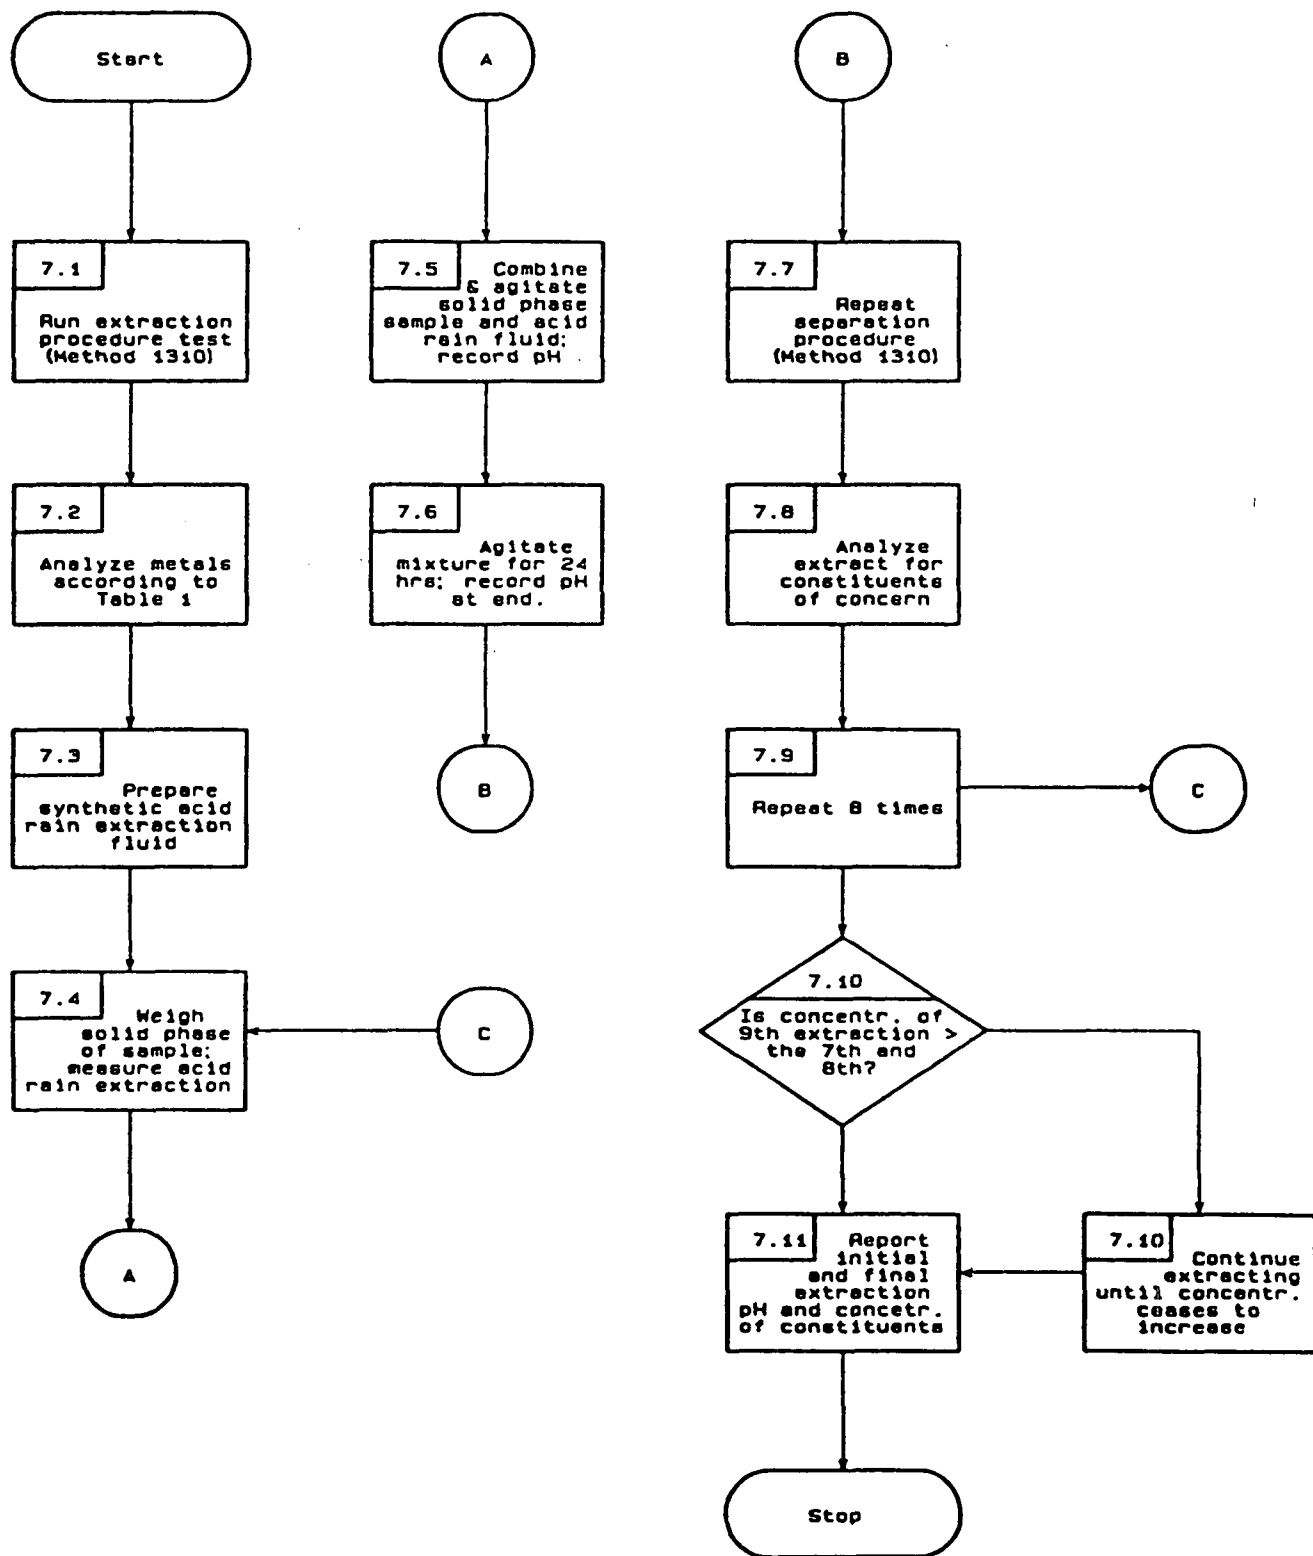 Start
7.1
Run extraction
procedure test
(Method 1310)
7.2
Analyze metals
according to
Table 1
7.3
Prepare
synthetic acid
rain extraction
fluid
7.4
Weigh
solid phase
of sample;
measure acid
rain extraction
C
A
A
7.5
Combine
& agitate
solid phase
sample and acid
rain fluid;
record pH
7.6
Agitate
mixture for 24
hrs; record pH
at end.
B
B
7.7
Repeat
separation
procedure
(Method 1310)
7.8
Analyze
extract for
constituents
of concern
7.9
Repeat 8 times
C
7.10
Is concentr. of
9th extraction >
the 7th and
8th?
7.11
Report
initial
and final
extraction
pH and concetr.
of constituents
7.10
Continue
extracting
until concentr.
ceases to
increase
Stop